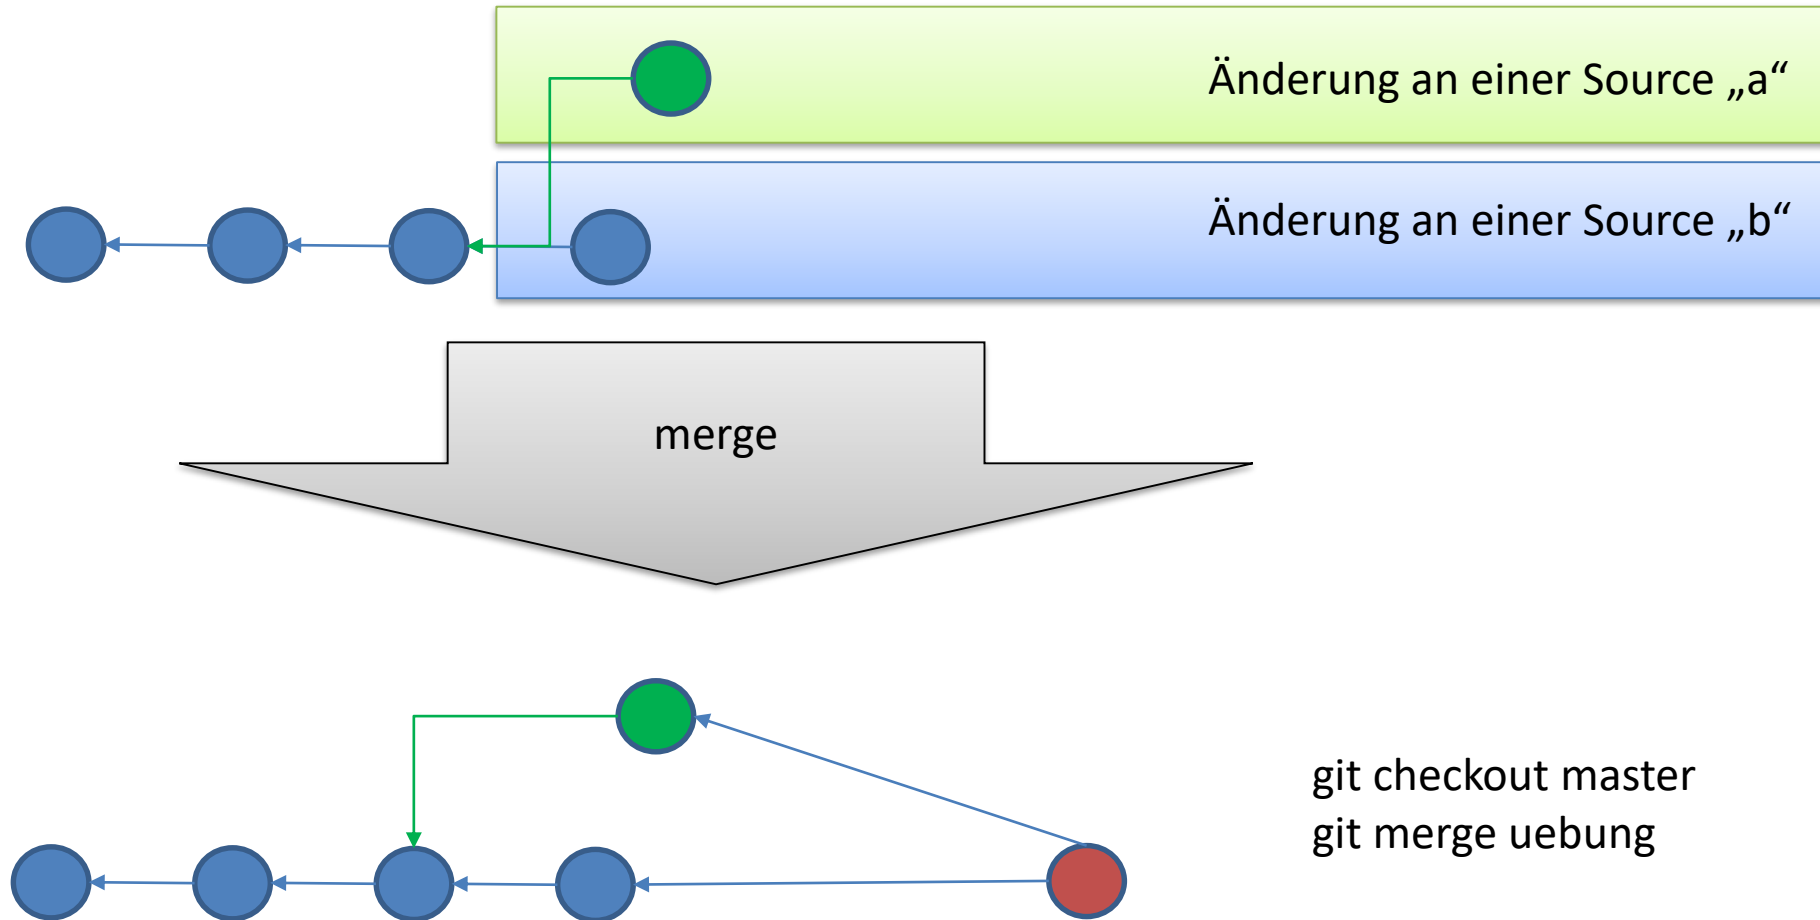 Änderung an einer Source „a“
Änderung an einer Source „b“
merge
git checkout master
git merge uebung